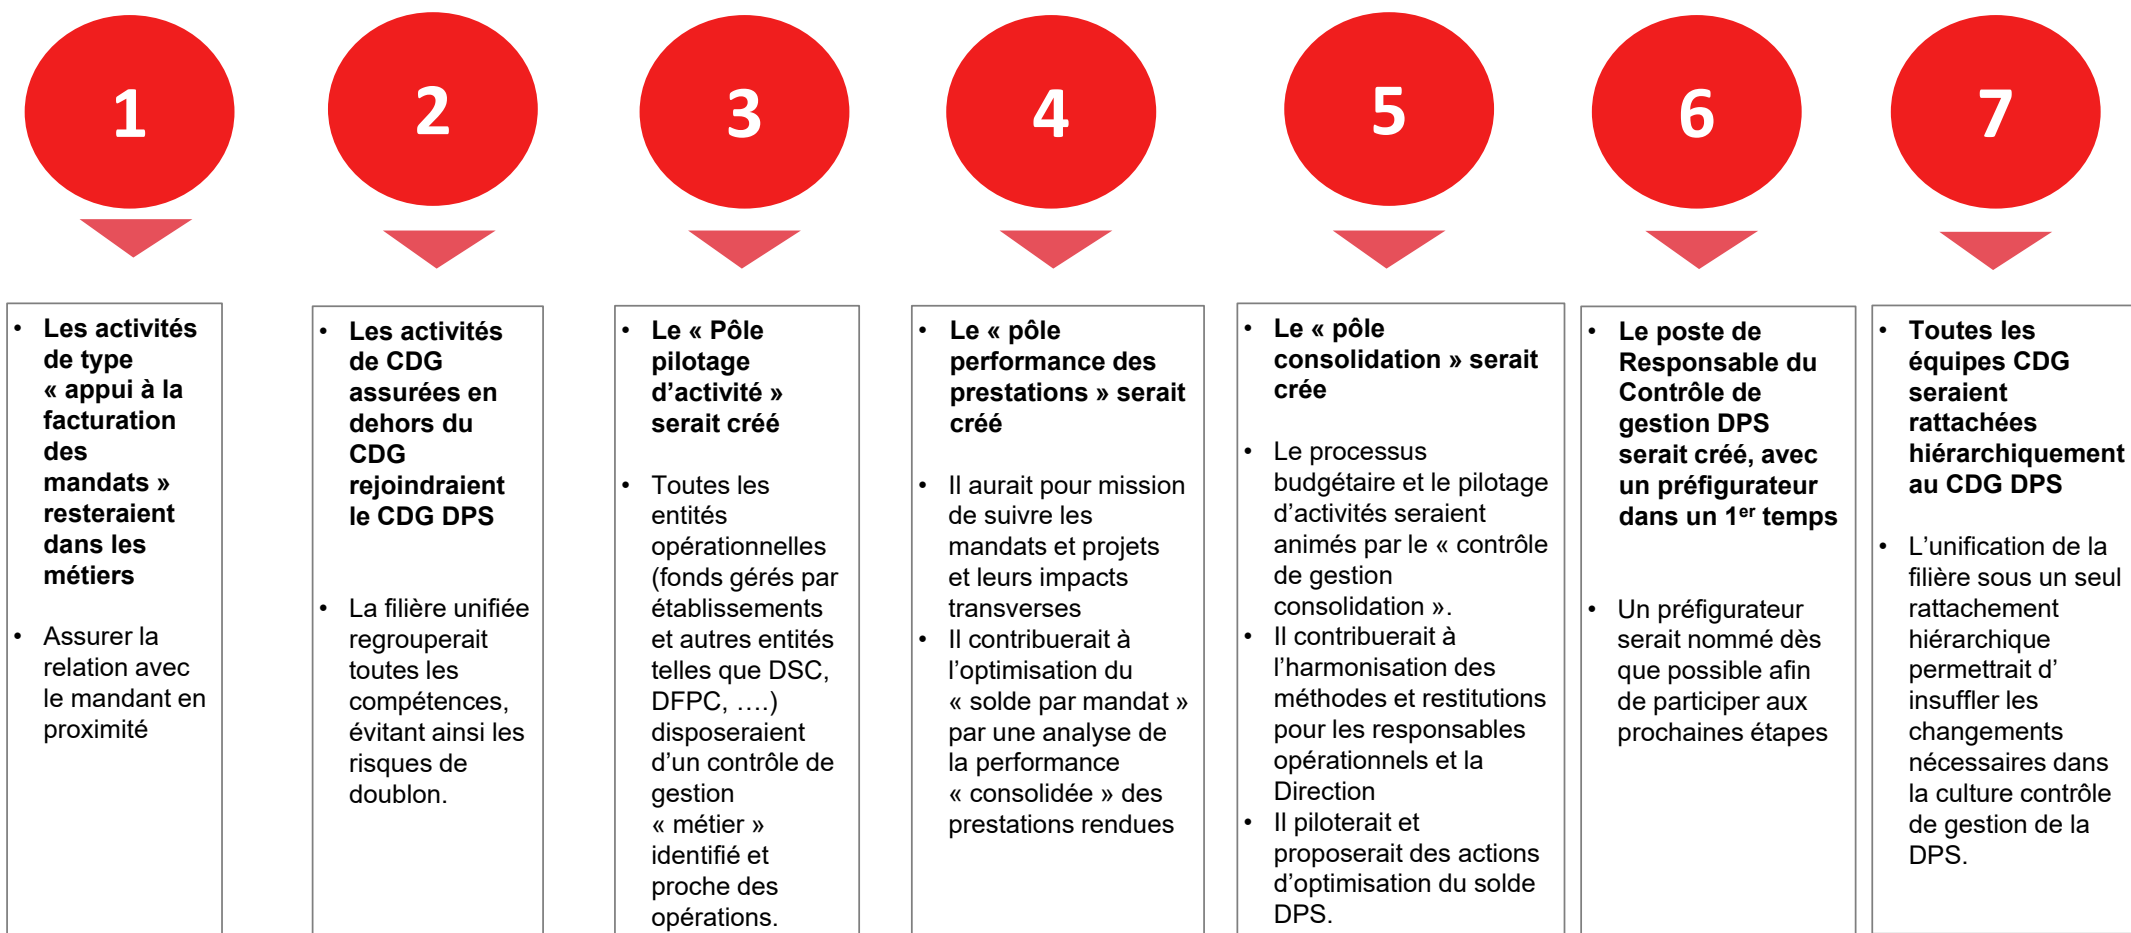 1
2
3
4
5
6
7
• Les activités
de type
« appui à la
facturation
des
mandats »
resteraient
dans les
métiers
• Assurer la
relation avec
le mandant en
proximité
• Les activités
de CDG
assurées en
dehors du
CDG
rejoindraient
le CDG DPS
• La filière unifiée
regrouperait
toutes les
compétences,
évitant ainsi les
risques de
doublon.
• Le « Pôle
pilotage
d’activité »
serait créé
• Toutes les
entités
opérationnelles
(fonds gérés par
établissements
et autres entités
telles que DSC,
DFPC, ….)
disposeraient
d’un contrôle de
gestion
« métier »
identifié et
proche des
opérations.
• Le « pôle
performance des
prestations » serait
créé
• Il aurait pour mission
de suivre les
mandats et projets
et leurs impacts
transverses
• Il contribuerait à
l’optimisation du
« solde par mandat »
par une analyse de
la performance
« consolidée » des
prestations rendues
• Le « pôle
consolidation » serait
crée
• Le processus
budgétaire et le pilotage
d’activités seraient
animés par le « contrôle
de gestion
consolidation ».
• Il contribuerait à
l’harmonisation des
méthodes et restitutions
pour les responsables
opérationnels et la
Direction
• Il piloterait et
proposerait des actions
d’optimisation du solde
DPS.
• Le poste de
Responsable du
Contrôle de
gestion DPS
serait créé, avec
un préfigurateur
dans un 1er temps
• Un préfigurateur
serait nommé dès
que possible afin
de participer aux
prochaines étapes
• Toutes les
équipes CDG
seraient
rattachées
hiérarchiquement
au CDG DPS
• L’unification de la
filière sous un seul
rattachement
hiérarchique
permettrait d’
insuffler les
changements
nécessaires dans
la culture contrôle
de gestion de la
DPS.